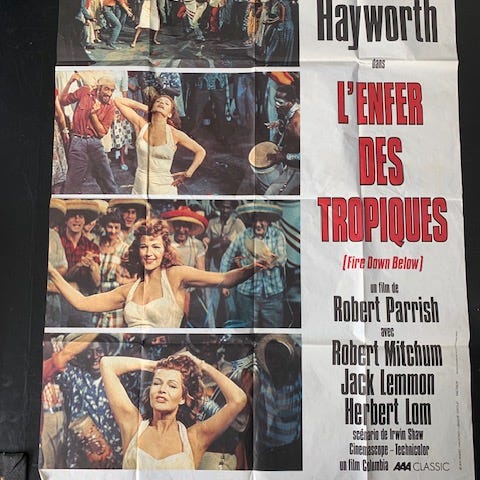 Hayworth
dans
L'ENFER
DES
TROPIQUES
(Fire Down Below)
un film de
Robert Parrish
avec
Robert Mitchum
Jack Lemmon
Herbert Lom
scénario de Irwin Shaw
Cinemascope - Technicolor
un film Columbia AAA CLASSIC